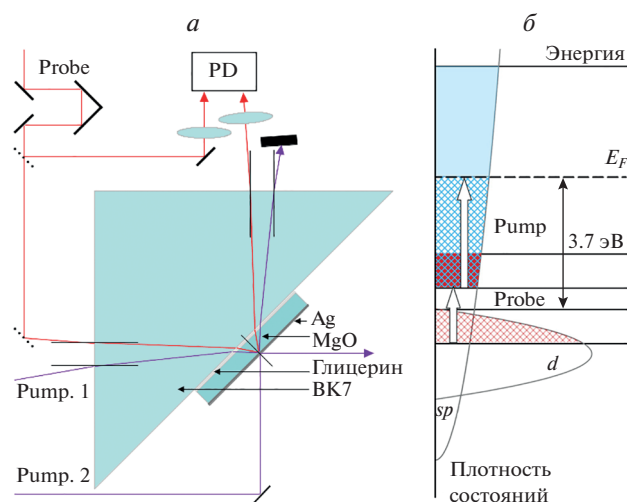 а
Probe
PD
Ag
MgO
Глицерин
BK7
Pump. 1
Pump. 2
б
Энергия
E_F
Pump
3.7 эВ
Probe
d
sp
Плотность
состояний